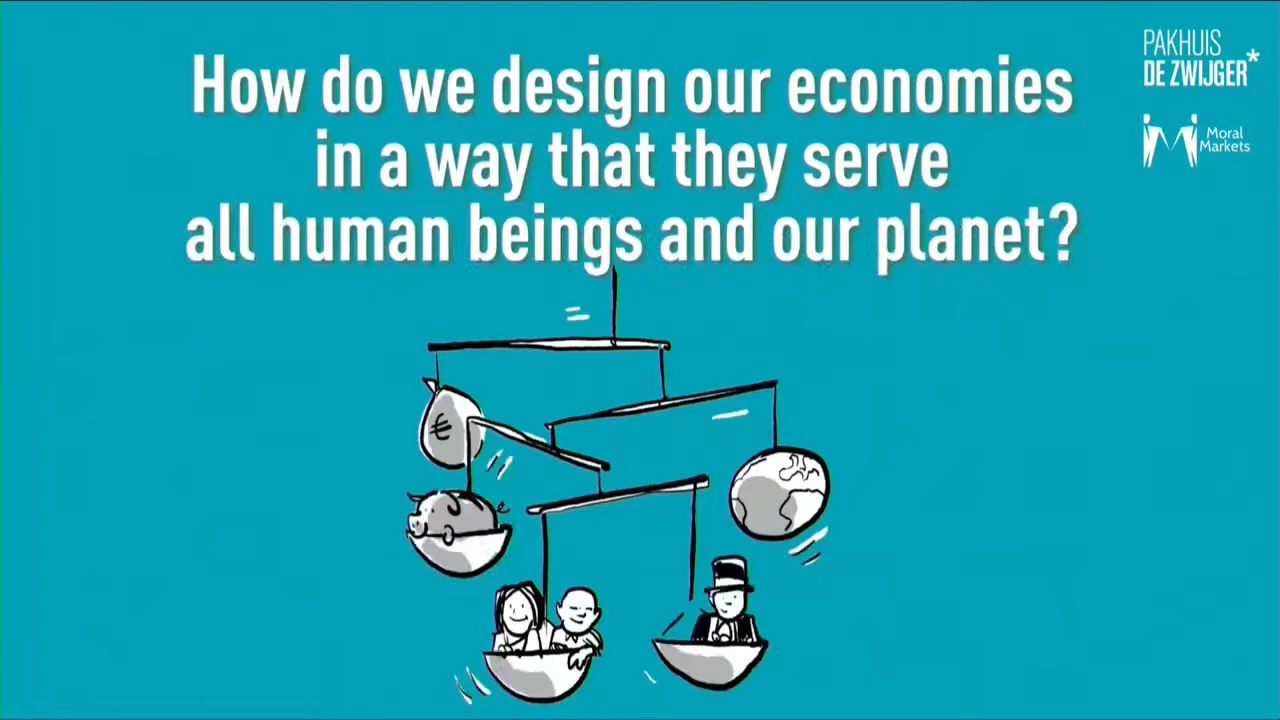 How do we design our economies
in a way that they serve
all human beings and our planet?
PAKHUIS
DE ZWIJGER*
Moral
Markets
€